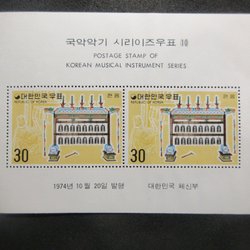 국악악기 시리이즈우표
POSTAGE STAMP OF
KOREAN MUSICAL INSTRUMENT SERIES
대한민국우표
REPUBLIC OF KOREA
30
대한민국우표
REPUBLIC OF KOREA
30
1974년 10월 20일 발행
대한민국 체신부